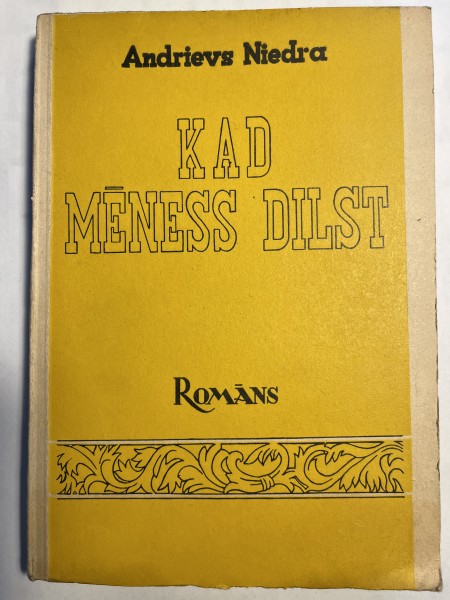 Andrievs Niedra
KAD
MĒNESS DILST
ROMĀNS